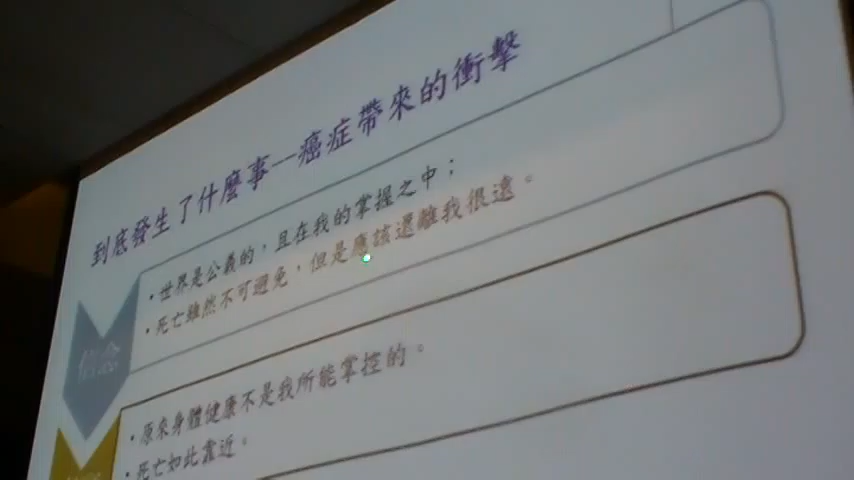 到底發生了什麼事--癌症帶來的衝擊
信念
•世界是公義的，且在我的掌握之中；
•死亡雖然不可避免，但是應該還離我很遠。
•原來身體健康不是我所能掌控的。
•死亡如此靠近。